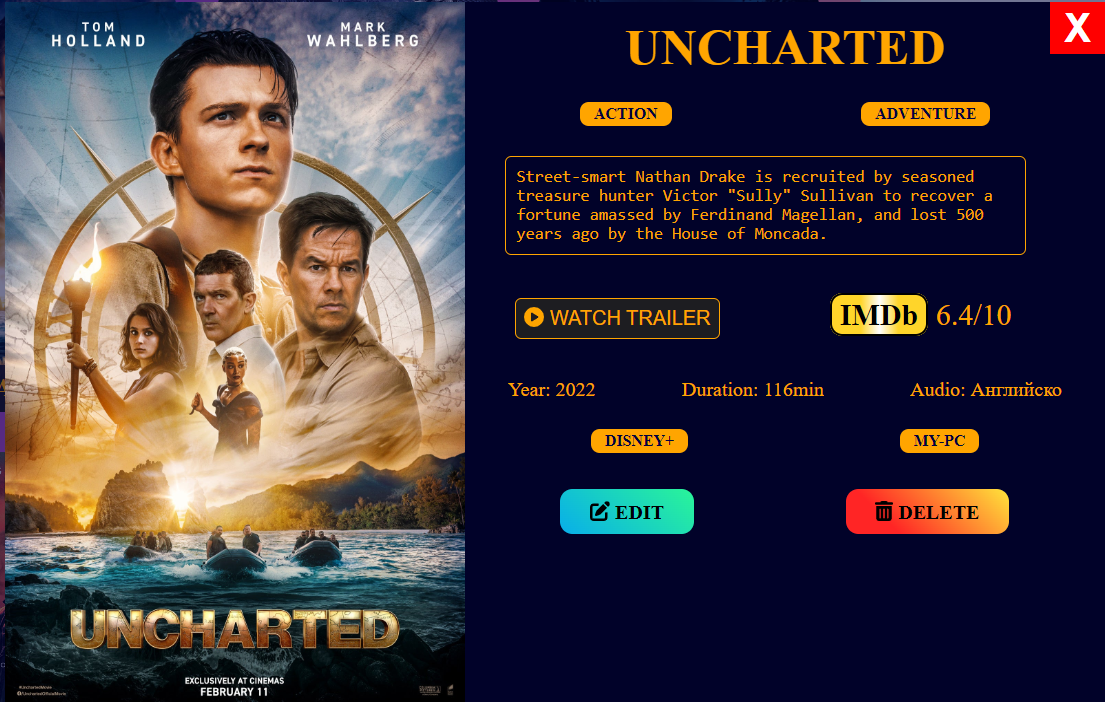 TOM
HOLLAND
MARK
WAHLBERG
UNCHARTED
EXCLUSIVELY AT CINEMAS
FEBRUARY 11
X
UNCHARTED
ACTION
ADVENTURE
Street-smart Nathan Drake is recruited by seasoned
treasure hunter Victor "Sully" Sullivan to recover a
fortune amassed by Ferdinand Magellan, and lost 500
years ago by the House of Moncada.
WATCH TRAILER
IMDb 6.4/10
Year: 2022
Duration: 116min
Audio: Английско
DISNEY+
MY-PC
EDIT
DELETE